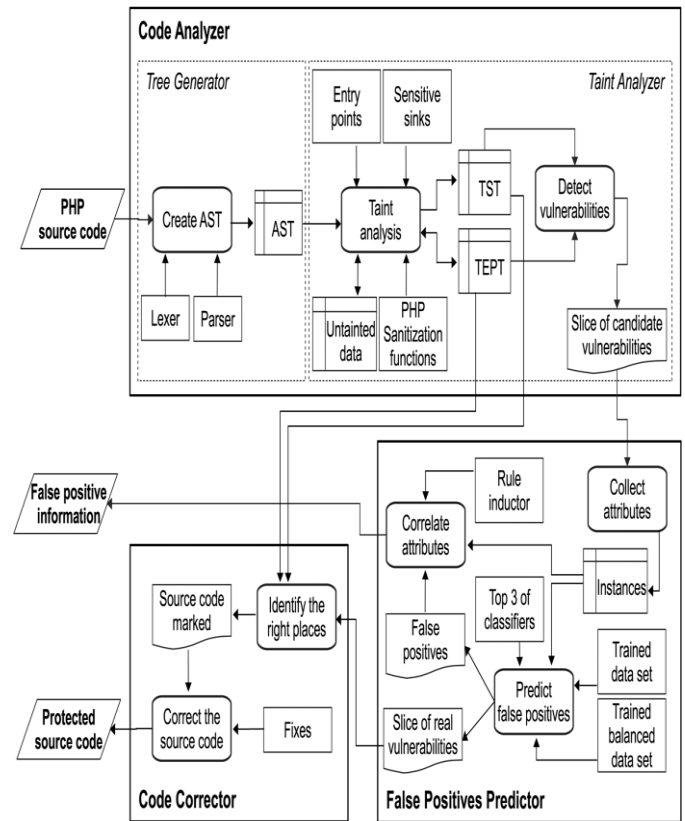 Code Analyzer
Tree Generator
Taint Analyzer
Entry
points
Sensitive
sinks
PHP
source code
Create AST
AST
Taint
analysis
TST
TEPT
Detect
vulnerabilities
Lexer
Parser
Untainted
data
PHP
Sanitization
functions
Slice of candidate
vulnerabilities
False positive
information
Correlate
attributes
Rule
inductor
Collect
attributes
Instances
Source code
marked
Identify the
right places
False
positives
Top 3 of
classifiers
Predict
false positives
Trained
data set
Trained
balanced
data set
Protected
source code
Correct the
source code
Fixes
Slice of real
vulnerabilities
Code Corrector
False Positives Predictor